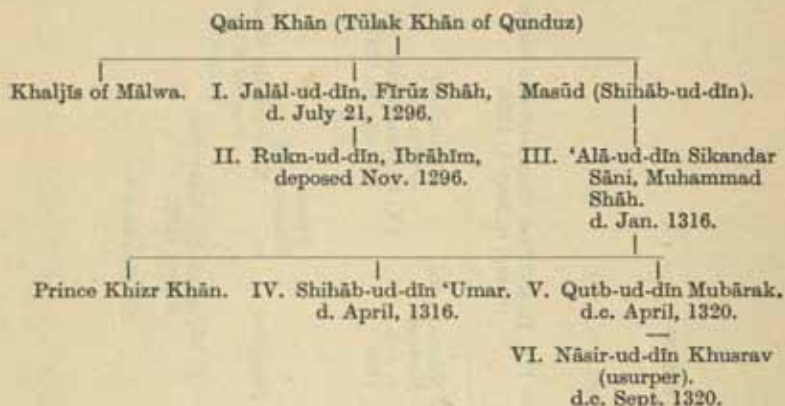 Qaim Khān (Tūlak Khān of Qunduz)
Khaljīs of Mālwa. I. Jalāl-ud-dīn, Fīrūz Shāh, Masūd (Shihāb-ud-dīn).
d. July 21, 1296.
II. Rukn-ud-dīn, Ibrāhīm, III. ‘Alā-ud-dīn Sikandar
deposed Nov. 1296. Sāni, Muhammad
Shāh.
d. Jan. 1316.
Prince Khizr Khān. IV. Shihāb-ud-dīn ‘Umar. V. Qutb-ud-dīn Mubārak.
d. April, 1316. d.c. April, 1320.
VI. Nāsir-ud-dīn Khusrav
(usurper).
d.c. Sept. 1320.